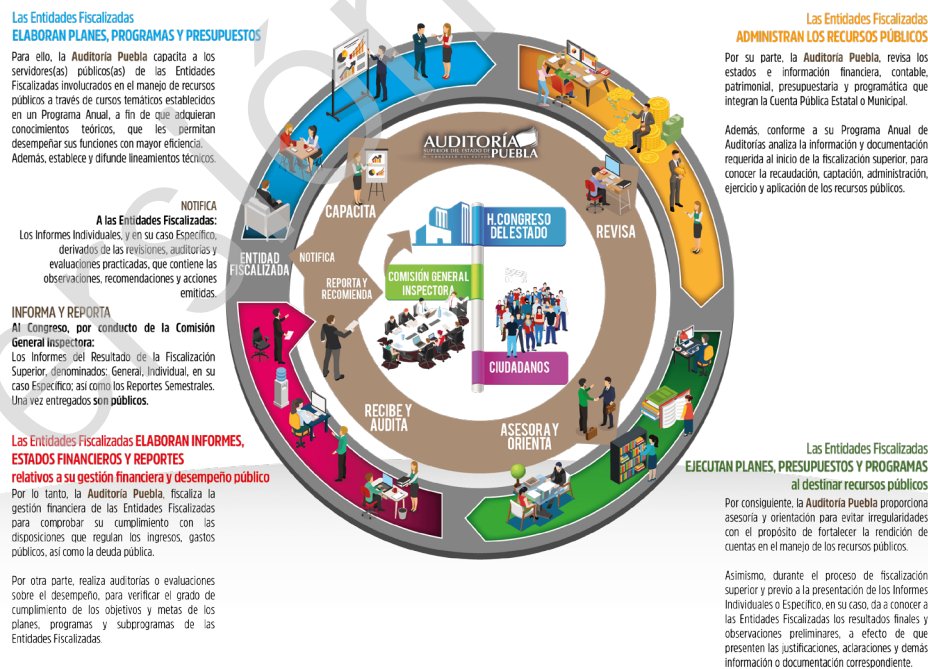 Las Entidades Fiscalizadas
ELABORAN PLANES, PROGRAMAS Y PRESUPUESTOS
Para ello, la Auditoría Puebla capacita a los
servidores(as) públicos(as) de las Entidades
Fiscalizadas involucrados en el manejo de recursos
públicos a través de cursos temáticos establecidos
en un Programa Anual, a fin de que adquieran
conocimientos teóricos, que les permitan
desempeñar sus funciones con mayor eficiencia.
Además, establece y difunde lineamientos técnicos.
NOTIFICA
A las Entidades Fiscalizadas:
Los Informes Individuales, y en su caso Específico,
derivados de las revisiones, auditorías y
evaluaciones practicadas, que contiene las
observaciones, recomendaciones y acciones
emitidas.
INFORMA Y REPORTA
Al Congreso, por conducto de la Comisión
General Inspectora:
Los Informes del Resultado de la Fiscalización
Superior, denominados: General, Individual, en su
caso Específico; así como los Reportes Semestrales.
Una vez entregados son públicos.
Las Entidades Fiscalizadas ELABORAN INFORMES,
ESTADOS FINANCIEROS Y REPORTES
relativos a su gestión financiera y desempeño público
Por lo tanto, la Auditoría Puebla, fiscaliza la
gestión financiera de las Entidades Fiscalizadas
para comprobar su cumplimiento con las
disposiciones que regulan los ingresos, gastos
públicos, así como la deuda pública.
Por otra parte, realiza auditorías o evaluaciones
sobre el desempeño, para verificar el grado de
cumplimiento de los objetivos y metas de los
planes, programas y subprogramas de las
Entidades Fiscalizadas.
AUDITORÍA
SUPERIOR DEL ESTADO DE PUEBLA
H. CONGRESO DEL ESTADO
CAPACITA
REVISA
ENTIDAD
FISCALIZADA
NOTIFICA
REPORTA Y
RECOMIENDA
H. CONGRESO
DEL ESTADO
COMISIÓN GENERAL
INSPECTORA
CIUDADANOS
RECIBE Y
AUDITA
ASESORA Y
ORIENTA
Las Entidades Fiscalizadas
ADMINISTRAN LOS RECURSOS PÚBLICOS
Por su parte, la Auditoría Puebla, revisa los
estados e información financiera, contable,
patrimonial, presupuestaria y programática que
integran la Cuenta Pública Estatal o Municipal.
Además, conforme a su Programa Anual de
Auditorías analiza la información y documentación
requerida al inicio de la fiscalización superior, para
conocer la recaudación, captación, administración,
ejercicio y aplicación de los recursos públicos.
Las Entidades Fiscalizadas
EJECUTAN PLANES, PRESUPUESTOS Y PROGRAMAS
al destinar recursos públicos
Por consiguiente, la Auditoría Puebla proporciona
asesoría y orientación para evitar irregularidades
con el propósito de fortalecer la rendición de
cuentas en el manejo de los recursos públicos.
Asimismo, durante el proceso de fiscalización
superior y previo a la presentación de los Informes
Individuales o Específico, en su caso, da a conocer a
las Entidades Fiscalizadas los resultados finales y
observaciones preliminares, a efecto de que
presenten las justificaciones, aclaraciones y demás
información o documentación correspondiente.